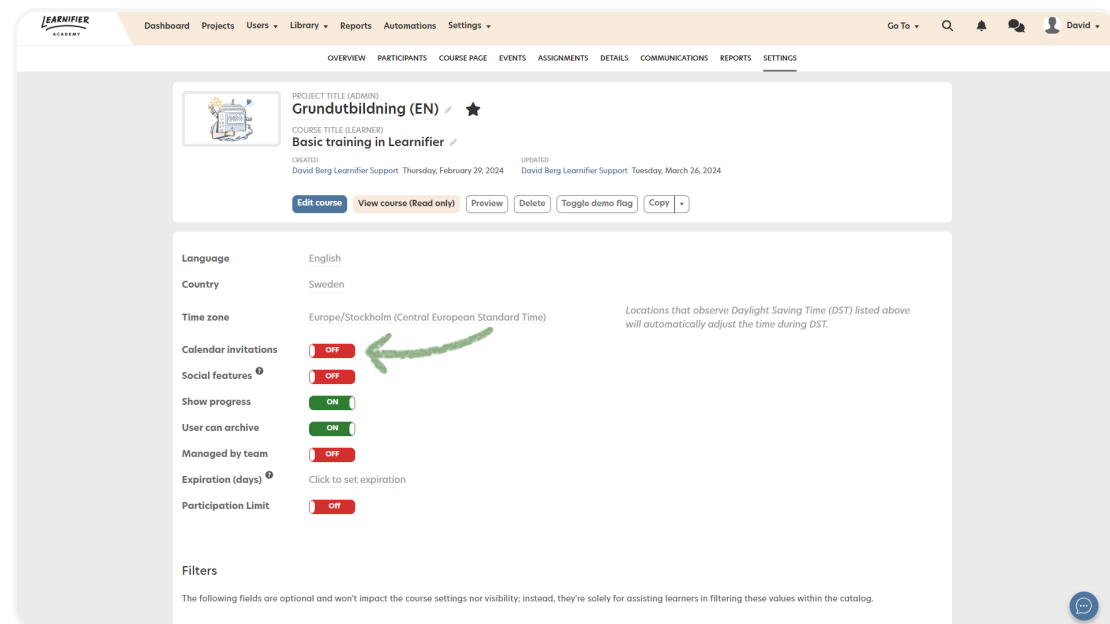 LEARNIFIER
ACADEMY
Dashboard Projects Users Library Reports Automations Settings Go To David
OVERVIEW PARTICIPANTS COURSE PAGE EVENTS ASSIGNMENTS DETAILS COMMUNICATIONS REPORTS SETTINGS
PROJECT TITLE (ADMIN)
Grundutbildning (EN)
COURSE TITLE (LEARNER)
Basic training in Learnifier
CREATED UPDATED
David Berg Learnifier Support Thursday, February 29, 2024 David Berg Learnifier Support Tuesday, March 26, 2024
Edit course View course (Read only) Preview Delete Toggle demo flag Copy
Language English
Country Sweden
Time zone Europe/Stockholm (Central European Standard Time)
Locations that observe Daylight Saving Time (DST) listed above
will automatically adjust the time during DST.
Calendar invitations OFF
Social features ? OFF
Show progress ON
User can archive ON
Managed by team OFF
Expiration (days) ? Click to set expiration
Participation Limit Off
Filters
The following fields are optional and won't impact the course settings nor visibility; instead, they're solely for assisting learners in filtering these values within the catalog.